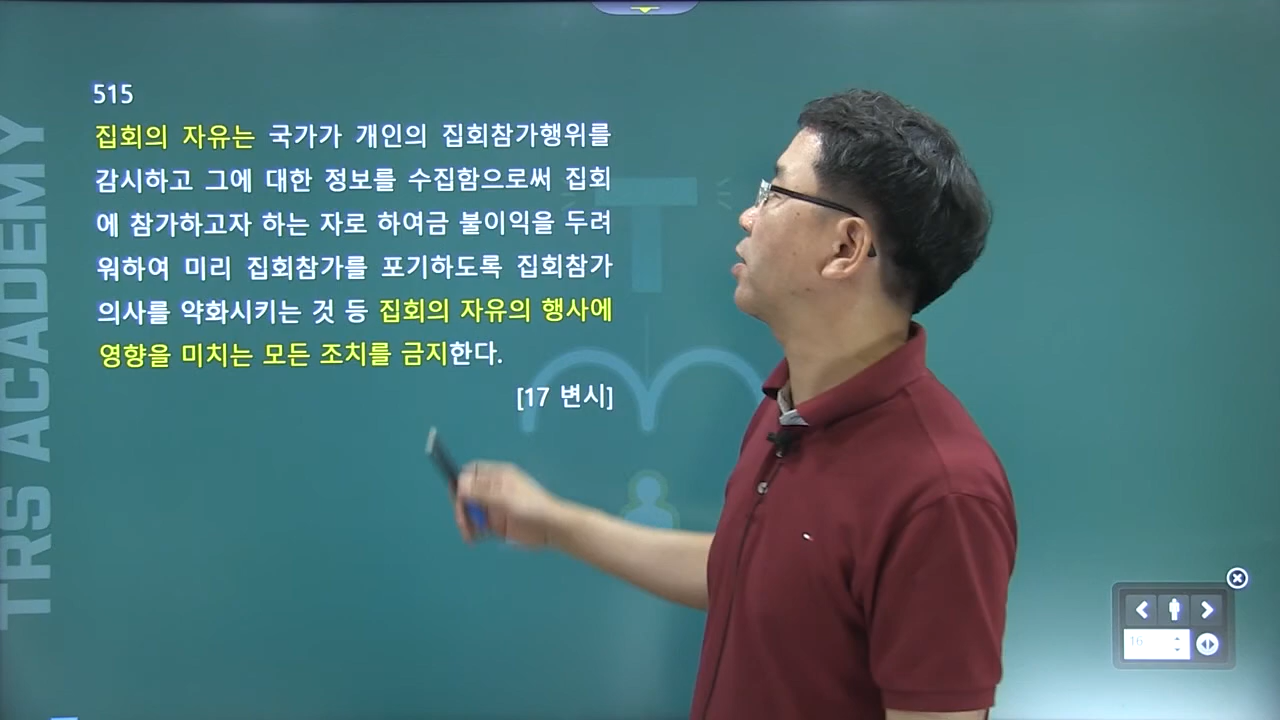 TRS ACADEMY
515
집회의 자유는 국가가 개인의 집회참가행위를
감시하고 그에 대한 정보를 수집함으로써 집회
에 참가하고자 하는 자로 하여금 불이익을 두려
워하여 미리 집회참가를 포기하도록 집회참가
의사를 약화시키는 것 등 집회의 자유의 행사에
영향을 미치는 모든 조치를 금지한다.
[17 변시]
16